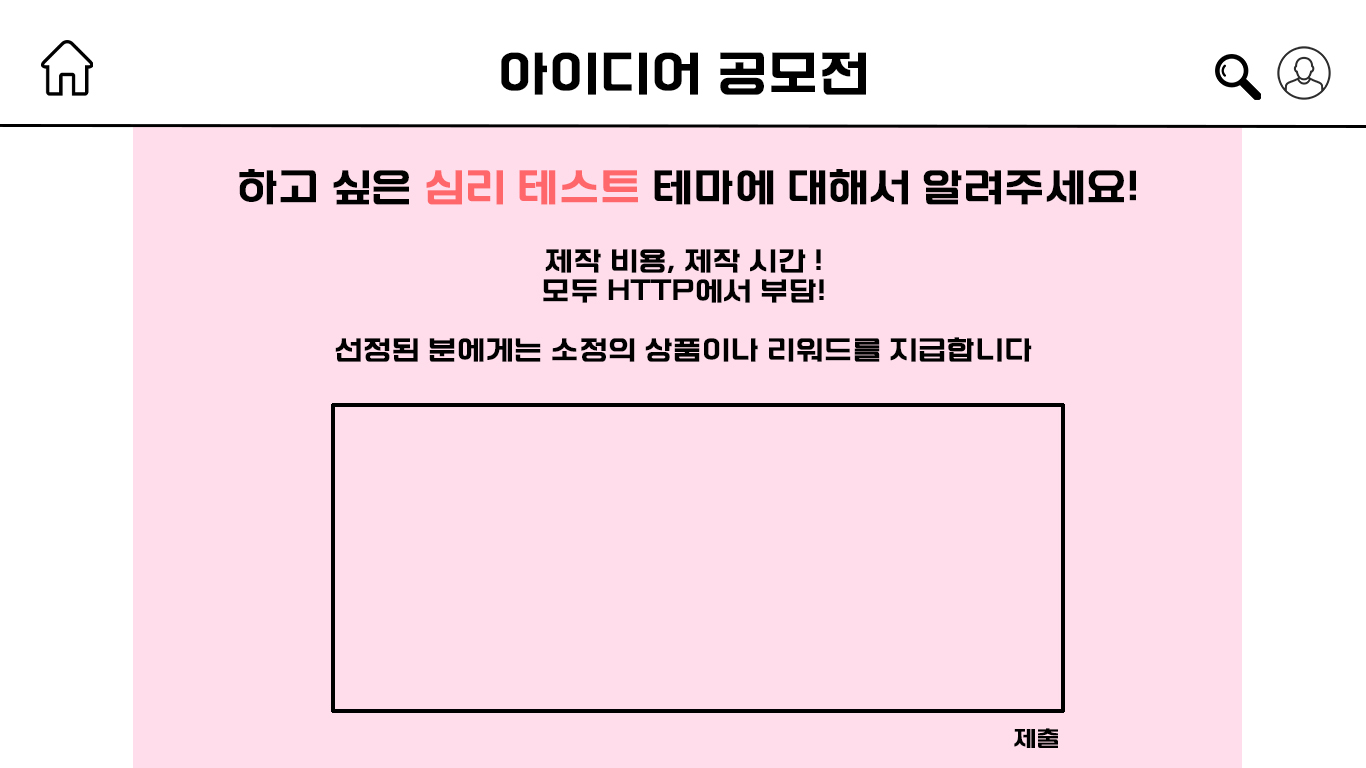 아이디어 공모전
하고 싶은 심리 테스트 테마에 대해서 알려주세요!
제작 비용, 제작 시간 !
모두 HTTP에서 부담!
선정된 분에게는 소정의 상품이나 리워드를 지급합니다
제출